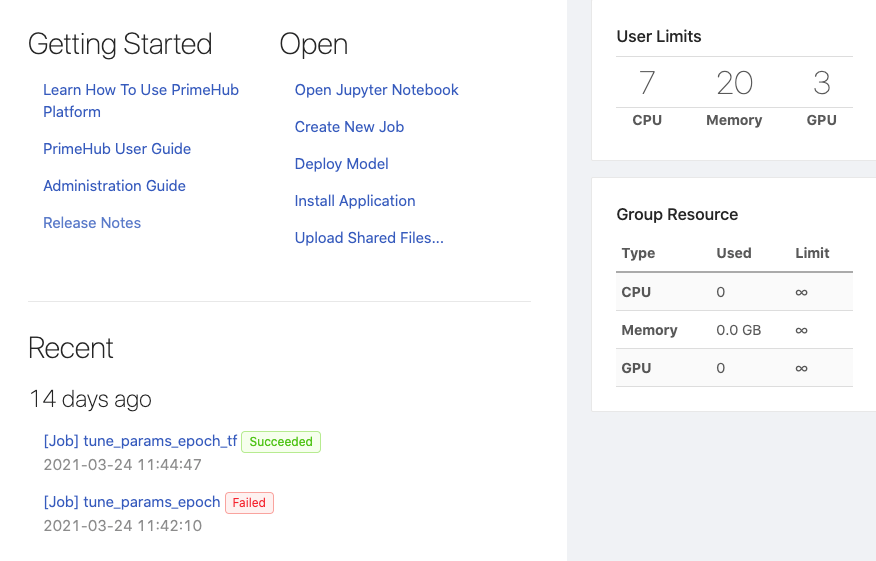 Getting Started
Learn How To Use PrimeHub
Platform
PrimeHub User Guide
Administration Guide
Release Notes
Open
Open Jupyter Notebook
Create New Job
Deploy Model
Install Application
Upload Shared Files...
Recent
14 days ago
[Job] tune_params_epoch_tf Succeeded
2021-03-24 11:44:47
[Job] tune_params_epoch Failed
2021-03-24 11:42:10
User Limits
7 20 3
CPU Memory GPU
Group Resource
Type Used Limit
CPU 0 ∞
Memory 0.0 GB ∞
GPU 0 ∞